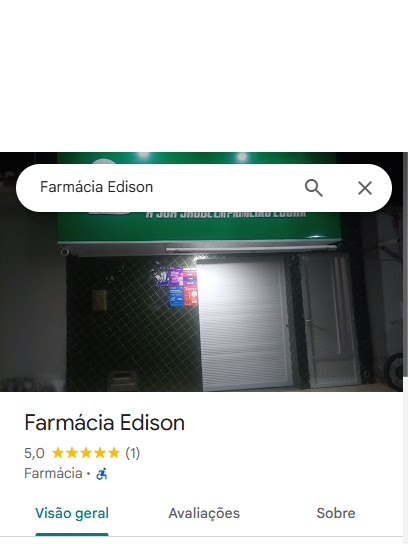 Farmácia Edison
A SUA SAÚDE EM PRIMEIRO LUGAR
Farmácia Edison
5,0 (1)
Farmácia ·
Visão geral
Avaliações
Sobre